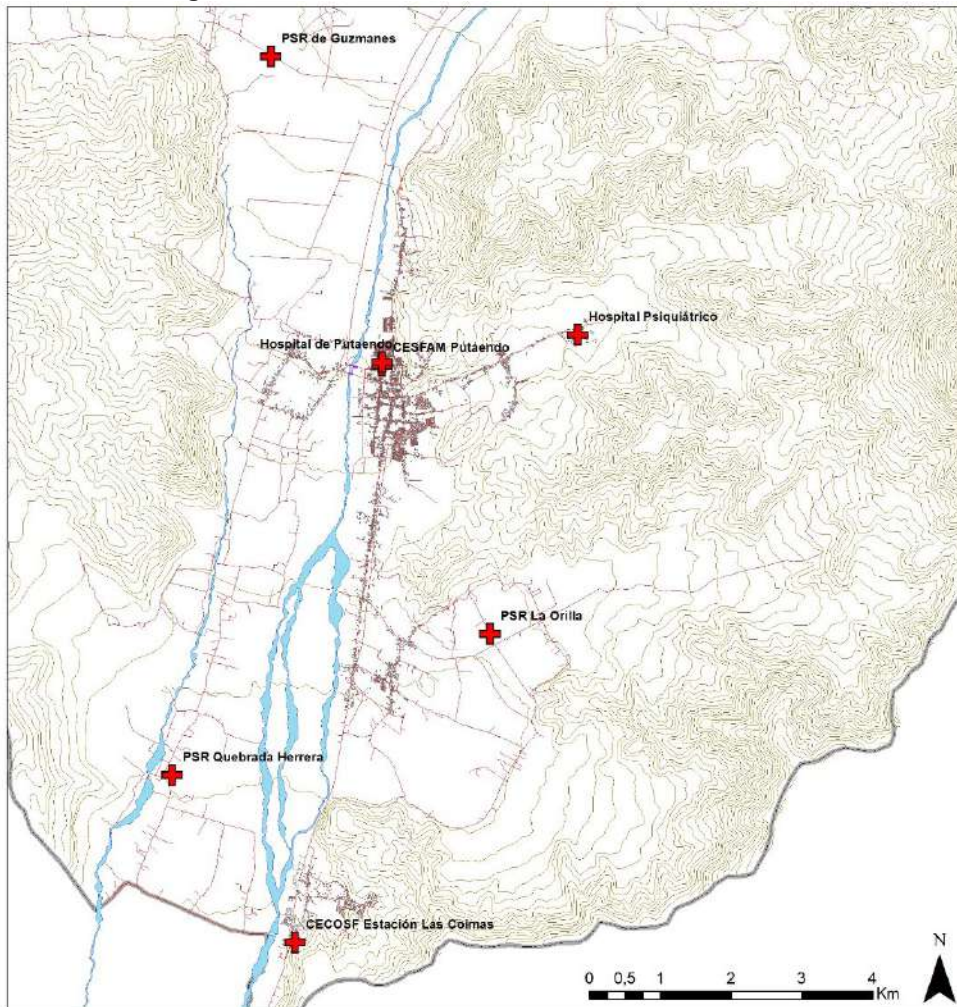 PSR de Guzmanes
Hospital Psiquiátrico
Hospital de Putaendo
CESFAM Putaendo
PSR La Orilla
PSR Quebrada Herrera
CECOSF Estación Las Coimas
N
0 0,5 1 2 3 4
Km